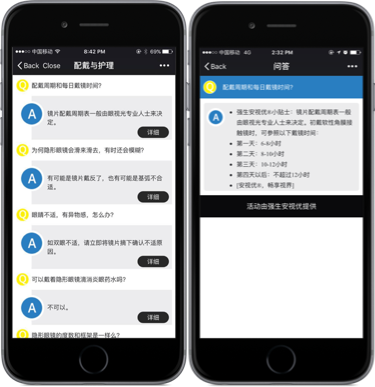 中国移动
8:42 PM
69%
Back Close
配戴与护理
Q
配戴周期和每日戴镜时间?
A
镜片配戴周期表一般由眼视光专业人士来决
定。
详细
Q
为何隐形眼镜会滑来滑去，有时还会模糊?
A
有可能是镜片戴反了，也有可能是基弧不合
适。
详细
Q
眼睛不适，有异物感，怎么办?
A
如双眼不适，请立即将镜片摘下确认不适原
因。
详细
Q
可以戴着隐形眼镜滴消炎眼药水吗?
A
不可以。
详细
Q
隐形眼镜的度数和框架是一样么?
中国移动 4G
2:32 PM
Back
问答
Q
配戴周期和每日戴镜时间?
A
强生安视优®小贴士：镜片配戴周期表一般
由眼视光专业人士来决定。初戴软性角膜接
触镜时，可参照以下戴镜时间：
第一天：6-8小时
第二天：8-10小时
第三天：10-12小时
第四天以后：不超过12小时
[安视优®，畅享视界]
活动由强生安视优提供